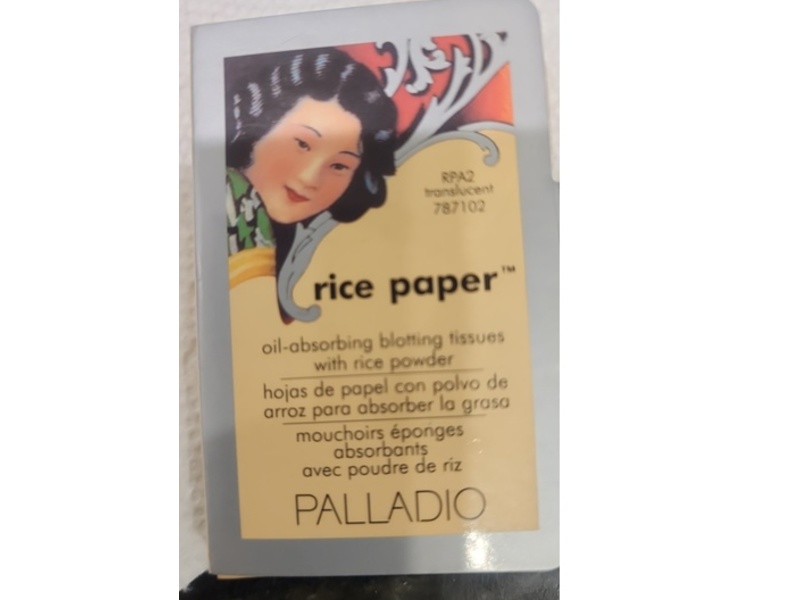 RPA2
translucent
787102
rice paper™
oil-absorbing blotting tissues
with rice powder
hojas de papel con polvo de
arroz para absorber la grasa
mouchoirs éponges
absorbants
avec poudre de riz
PALLADIO